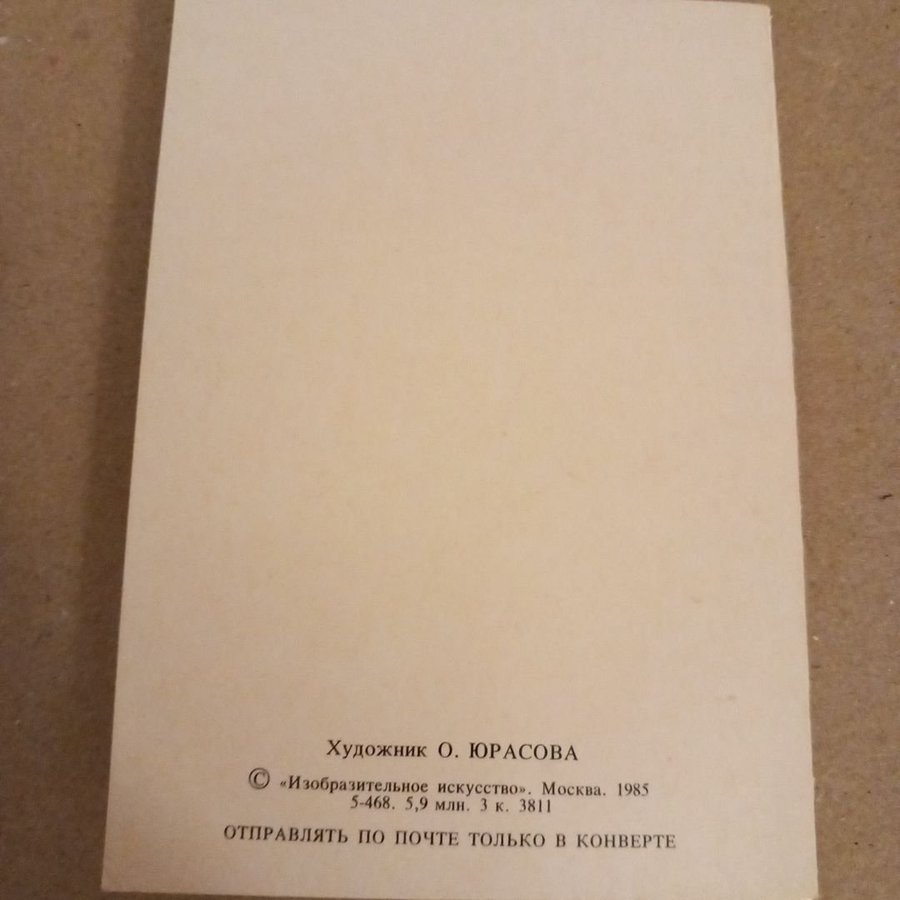 Художник О. ЮРАСОВА
© «Изобразительное искусство». Москва. 1985
5-468. 5,9 млн. 3 к. 3811
ОТПРАВЛЯТЬ ПО ПОЧТЕ ТОЛЬКО В КОНВЕРТЕ